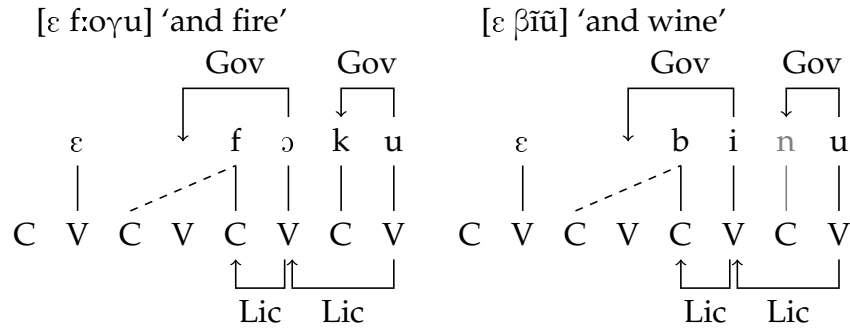 [ɛ fːoɣu] ‘and fire’ [ɛ βĩũ] ‘and wine’
Gov Gov Gov Gov
ɛ f ɔ k u ɛ b i n u
C V C V C V C V C V C V C V C V
Lic Lic Lic Lic